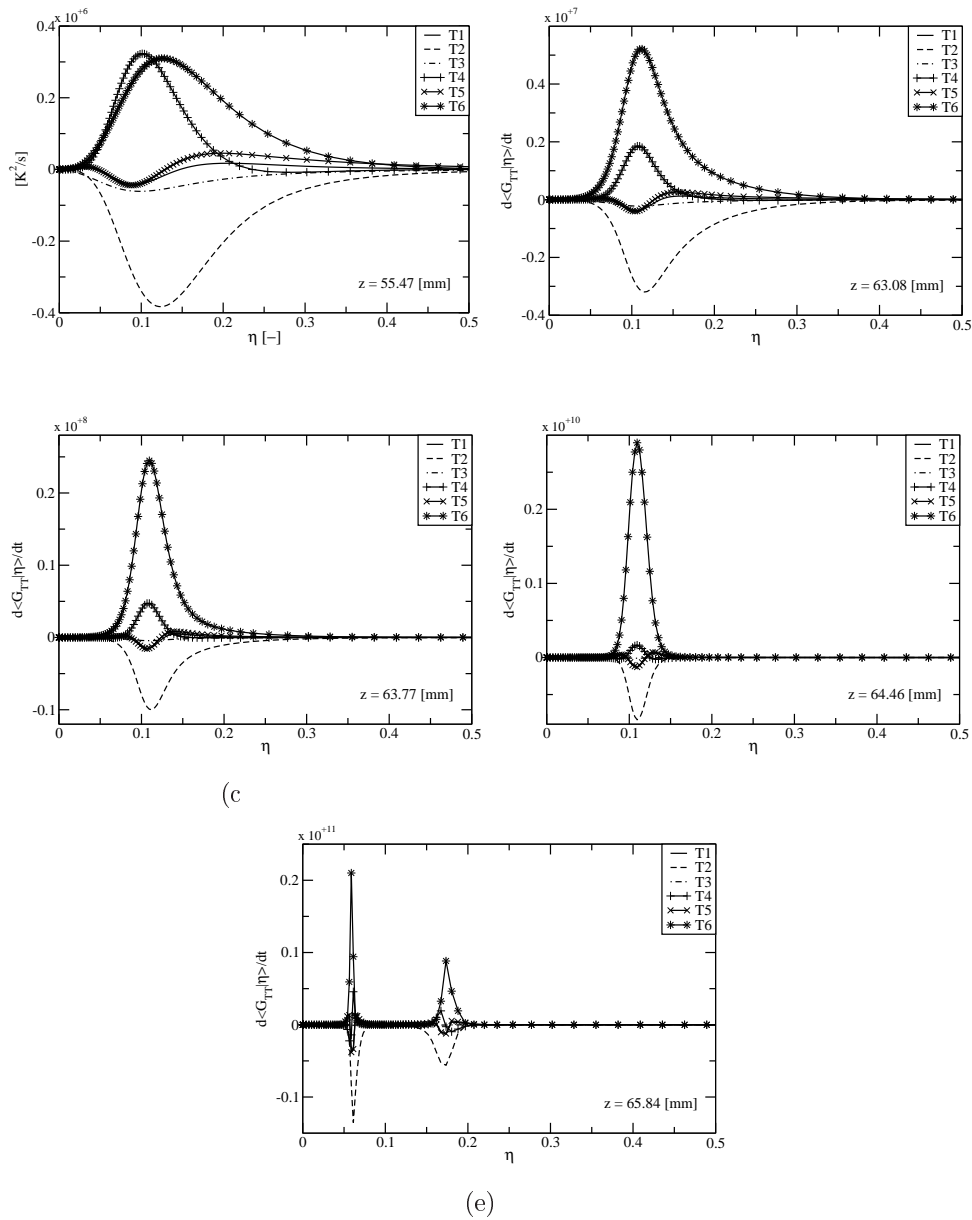 x 10^+6
[K^2/s]
0.4
0.2
0
-0.2
-0.4
T1
T2
T3
T4
T5
T6
z = 55.47 [mm]
0 0.1 0.2 0.3 0.4 0.5
η [–]
x 10^+7
d<G_TT|η>/dt
0.4
0.2
0
-0.2
-0.4
T1
T2
T3
T4
T5
T6
z = 63.08 [mm]
0 0.1 0.2 0.3 0.4 0.5
η
x 10^+8
d<G_TT|η>/dt
0.2
0.1
0
-0.1
T1
T2
T3
T4
T5
T6
z = 63.77 [mm]
0 0.1 0.2 0.3 0.4 0.5
η
x 10^+10
d<G_TT|η>/dt
0.2
0.1
0
T1
T2
T3
T4
T5
T6
z = 64.46 [mm]
0 0.1 0.2 0.3 0.4 0.5
η
(c
x 10^+11
d<G_TT|η>/dt
0.2
0.1
0
-0.1
T1
T2
T3
T4
T5
T6
z = 65.84 [mm]
0 0.1 0.2 0.3 0.4 0.5
η
(e)